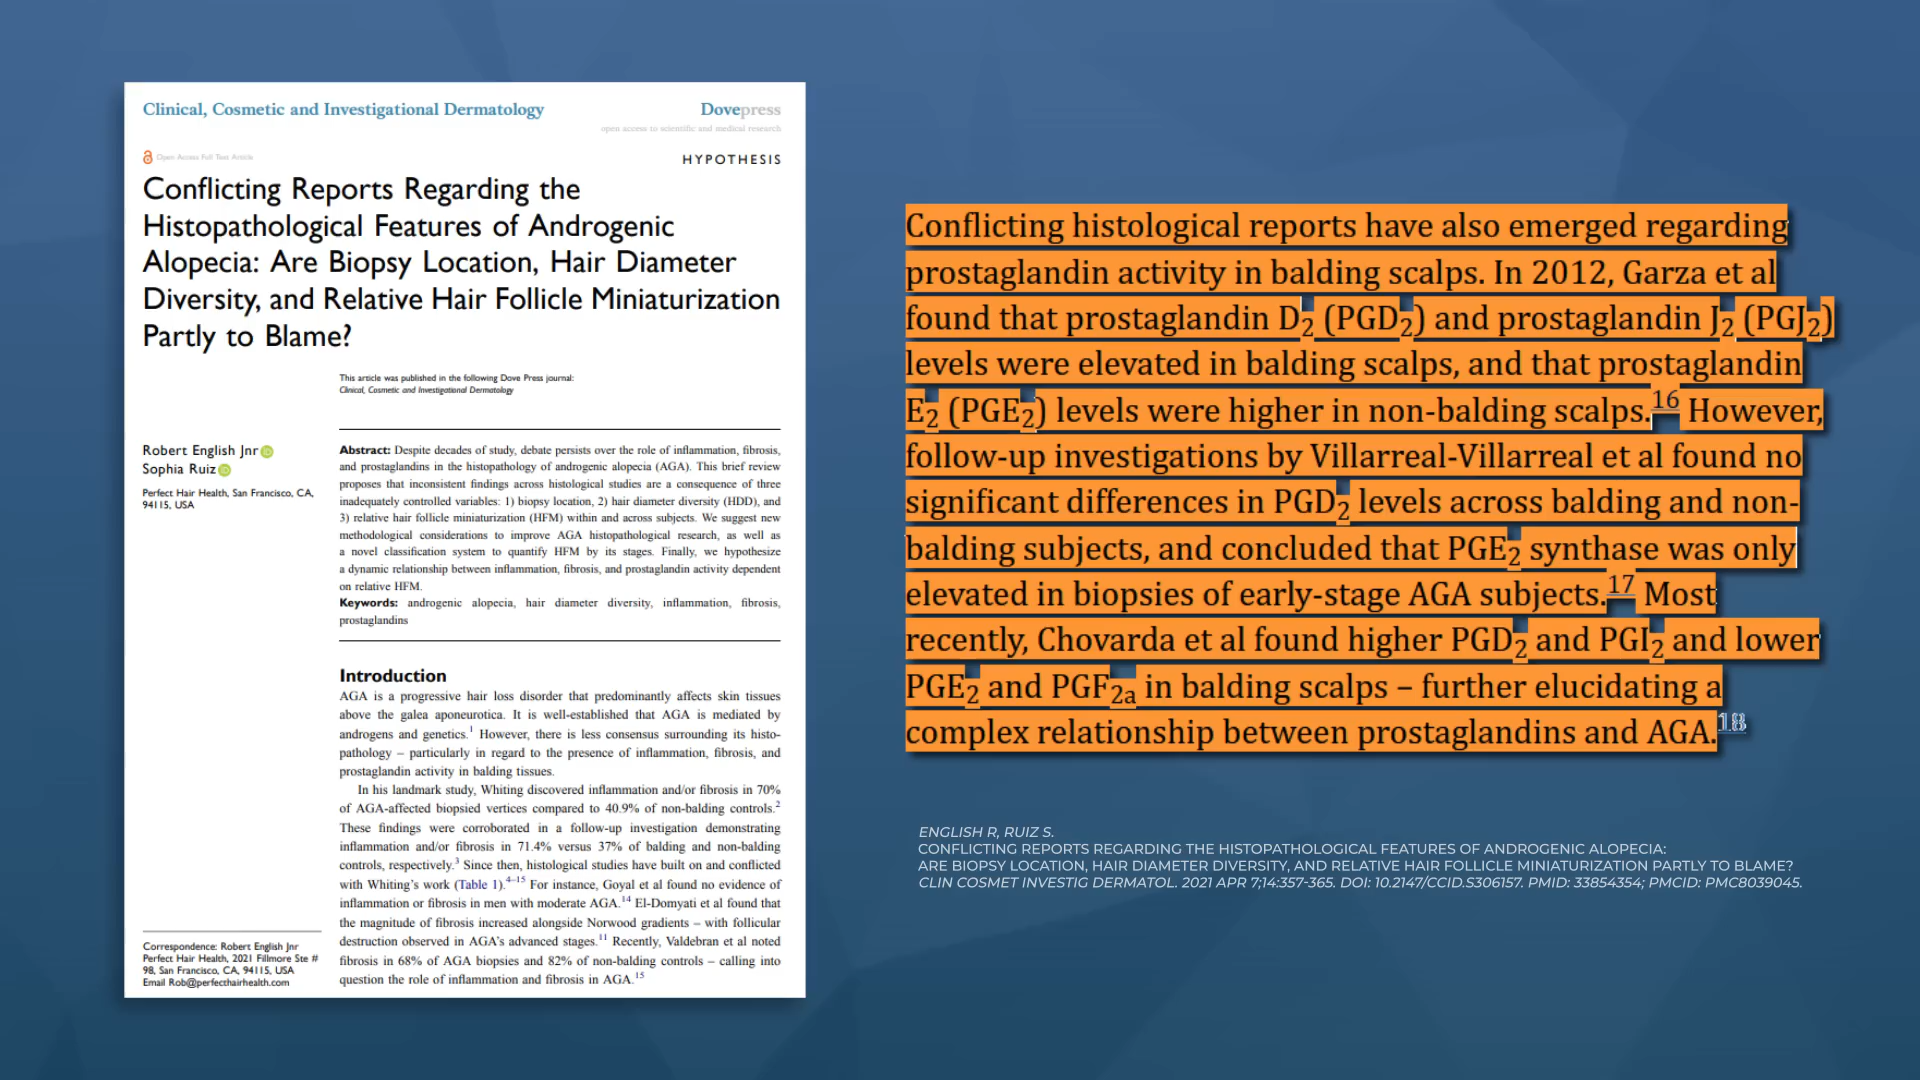 Clinical, Cosmetic and Investigational Dermatology
Dovepress
open access to scientific and medical research
Open Access Full Text Article
HYPOTHESIS
Conflicting Reports Regarding the
Histopathological Features of Androgenic
Alopecia: Are Biopsy Location, Hair Diameter
Diversity, and Relative Hair Follicle Miniaturization
Partly to Blame?
This article was published in the following Dove Press journal:
Clinical, Cosmetic and Investigational Dermatology
Robert English Jnr
Sophia Ruiz
Perfect Hair Health, San Francisco, CA,
94115, USA
Abstract: Despite decades of study, debate persists over the role of inflammation, fibrosis,
and prostaglandins in the histopathology of androgenic alopecia (AGA). This brief review
proposes that inconsistent findings across histological studies are a consequence of three
inadequately controlled variables: 1) biopsy location, 2) hair diameter diversity (HDD), and
3) relative hair follicle miniaturization (HFM) within and across subjects. We suggest new
methodological considerations to improve AGA histopathological research, as well as
a novel classification system to quantify HFM by its stages. Finally, we hypothesize
a dynamic relationship between inflammation, fibrosis, and prostaglandin activity dependent
on relative HFM.
Keywords: androgenic alopecia, hair diameter diversity, inflammation, fibrosis,
prostaglandins
Introduction
AGA is a progressive hair loss disorder that predominantly affects skin tissues
above the galea aponeurotica. It is well-established that AGA is mediated by
androgens and genetics.1 However, there is less consensus surrounding its histo-
pathology – particularly in regard to the presence of inflammation, fibrosis, and
prostaglandin activity in balding tissues.
In his landmark study, Whiting discovered inflammation and/or fibrosis in 70%
of AGA-affected biopsied vertices compared to 40.9% of non-balding controls.2
These findings were corroborated in a follow-up investigation demonstrating
inflammation and/or fibrosis in 71.4% versus 37% of balding and non-balding
controls, respectively.3 Since then, histological studies have built on and conflicted
with Whiting's work (Table 1).4–15 For instance, Goyal et al found no evidence of
inflammation or fibrosis in men with moderate AGA.14 El-Domyati et al found that
the magnitude of fibrosis increased alongside Norwood gradients – with follicular
destruction observed in AGA's advanced stages.11 Recently, Valdebran et al noted
fibrosis in 68% of AGA biopsies and 82% of non-balding controls – calling into
question the role of inflammation and fibrosis in AGA.15
Correspondence: Robert English Jnr
Perfect Hair Health, 2021 Fillmore Ste #
98, San Francisco, CA, 94115, USA
Email Rob@perfecthairhealth.com
Conflicting histological reports have also emerged regarding
prostaglandin activity in balding scalps. In 2012, Garza et al
found that prostaglandin D2 (PGD2) and prostaglandin J2 (PGJ2)
levels were elevated in balding scalps, and that prostaglandin
E2 (PGE2) levels were higher in non-balding scalps.16 However,
follow-up investigations by Villarreal-Villarreal et al found no
significant differences in PGD2 levels across balding and non-
balding subjects, and concluded that PGE2 synthase was only
elevated in biopsies of early-stage AGA subjects.17 Most
recently, Chovarda et al found higher PGD2 and PGI2 and lower
PGE2 and PGF2a in balding scalps – further elucidating a
complex relationship between prostaglandins and AGA.18
ENGLISH R, RUIZ S.
CONFLICTING REPORTS REGARDING THE HISTOPATHOLOGICAL FEATURES OF ANDROGENIC ALOPECIA:
ARE BIOPSY LOCATION, HAIR DIAMETER DIVERSITY, AND RELATIVE HAIR FOLLICLE MINIATURIZATION PARTLY TO BLAME?
CLIN COSMET INVESTIG DERMATOL. 2021 APR 7;14:357-365. DOI: 10.2147/CCID.S306157. PMID: 33854354; PMCID: PMC8039045.